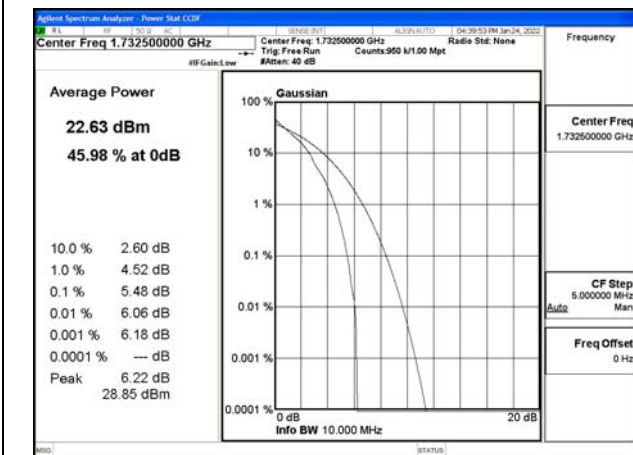 Agilent Spectrum Analyzer - Power Stat CCDF
RL RF 50 Ω AC SENSE:INT ALIGN AUTO 04:39:53 PM Jan 24, 2022
Center Freq 1.732500000 GHz
Center Freq: 1.732500000 GHz Radio Std: None
Trig: Free Run Counts:950 k/1.00 Mpt
#IFGain:Low #Atten: 40 dB
Frequency
Average Power
22.63 dBm
45.98 % at 0dB
10.0 % 2.60 dB
1.0 % 4.52 dB
0.1 % 5.48 dB
0.01 % 6.06 dB
0.001 % 6.18 dB
0.0001 % --- dB
Peak 6.22 dB
28.85 dBm
Gaussian
100 %
10 %
1 %
0.1 %
0.01 %
0.001 %
0.0001 %
0 dB 20 dB
Info BW 10.000 MHz
Center Freq
1.732500000 GHz
CF Step
5.000000 MHz
Auto Man
Freq Offset
0 Hz
MSG STATUS